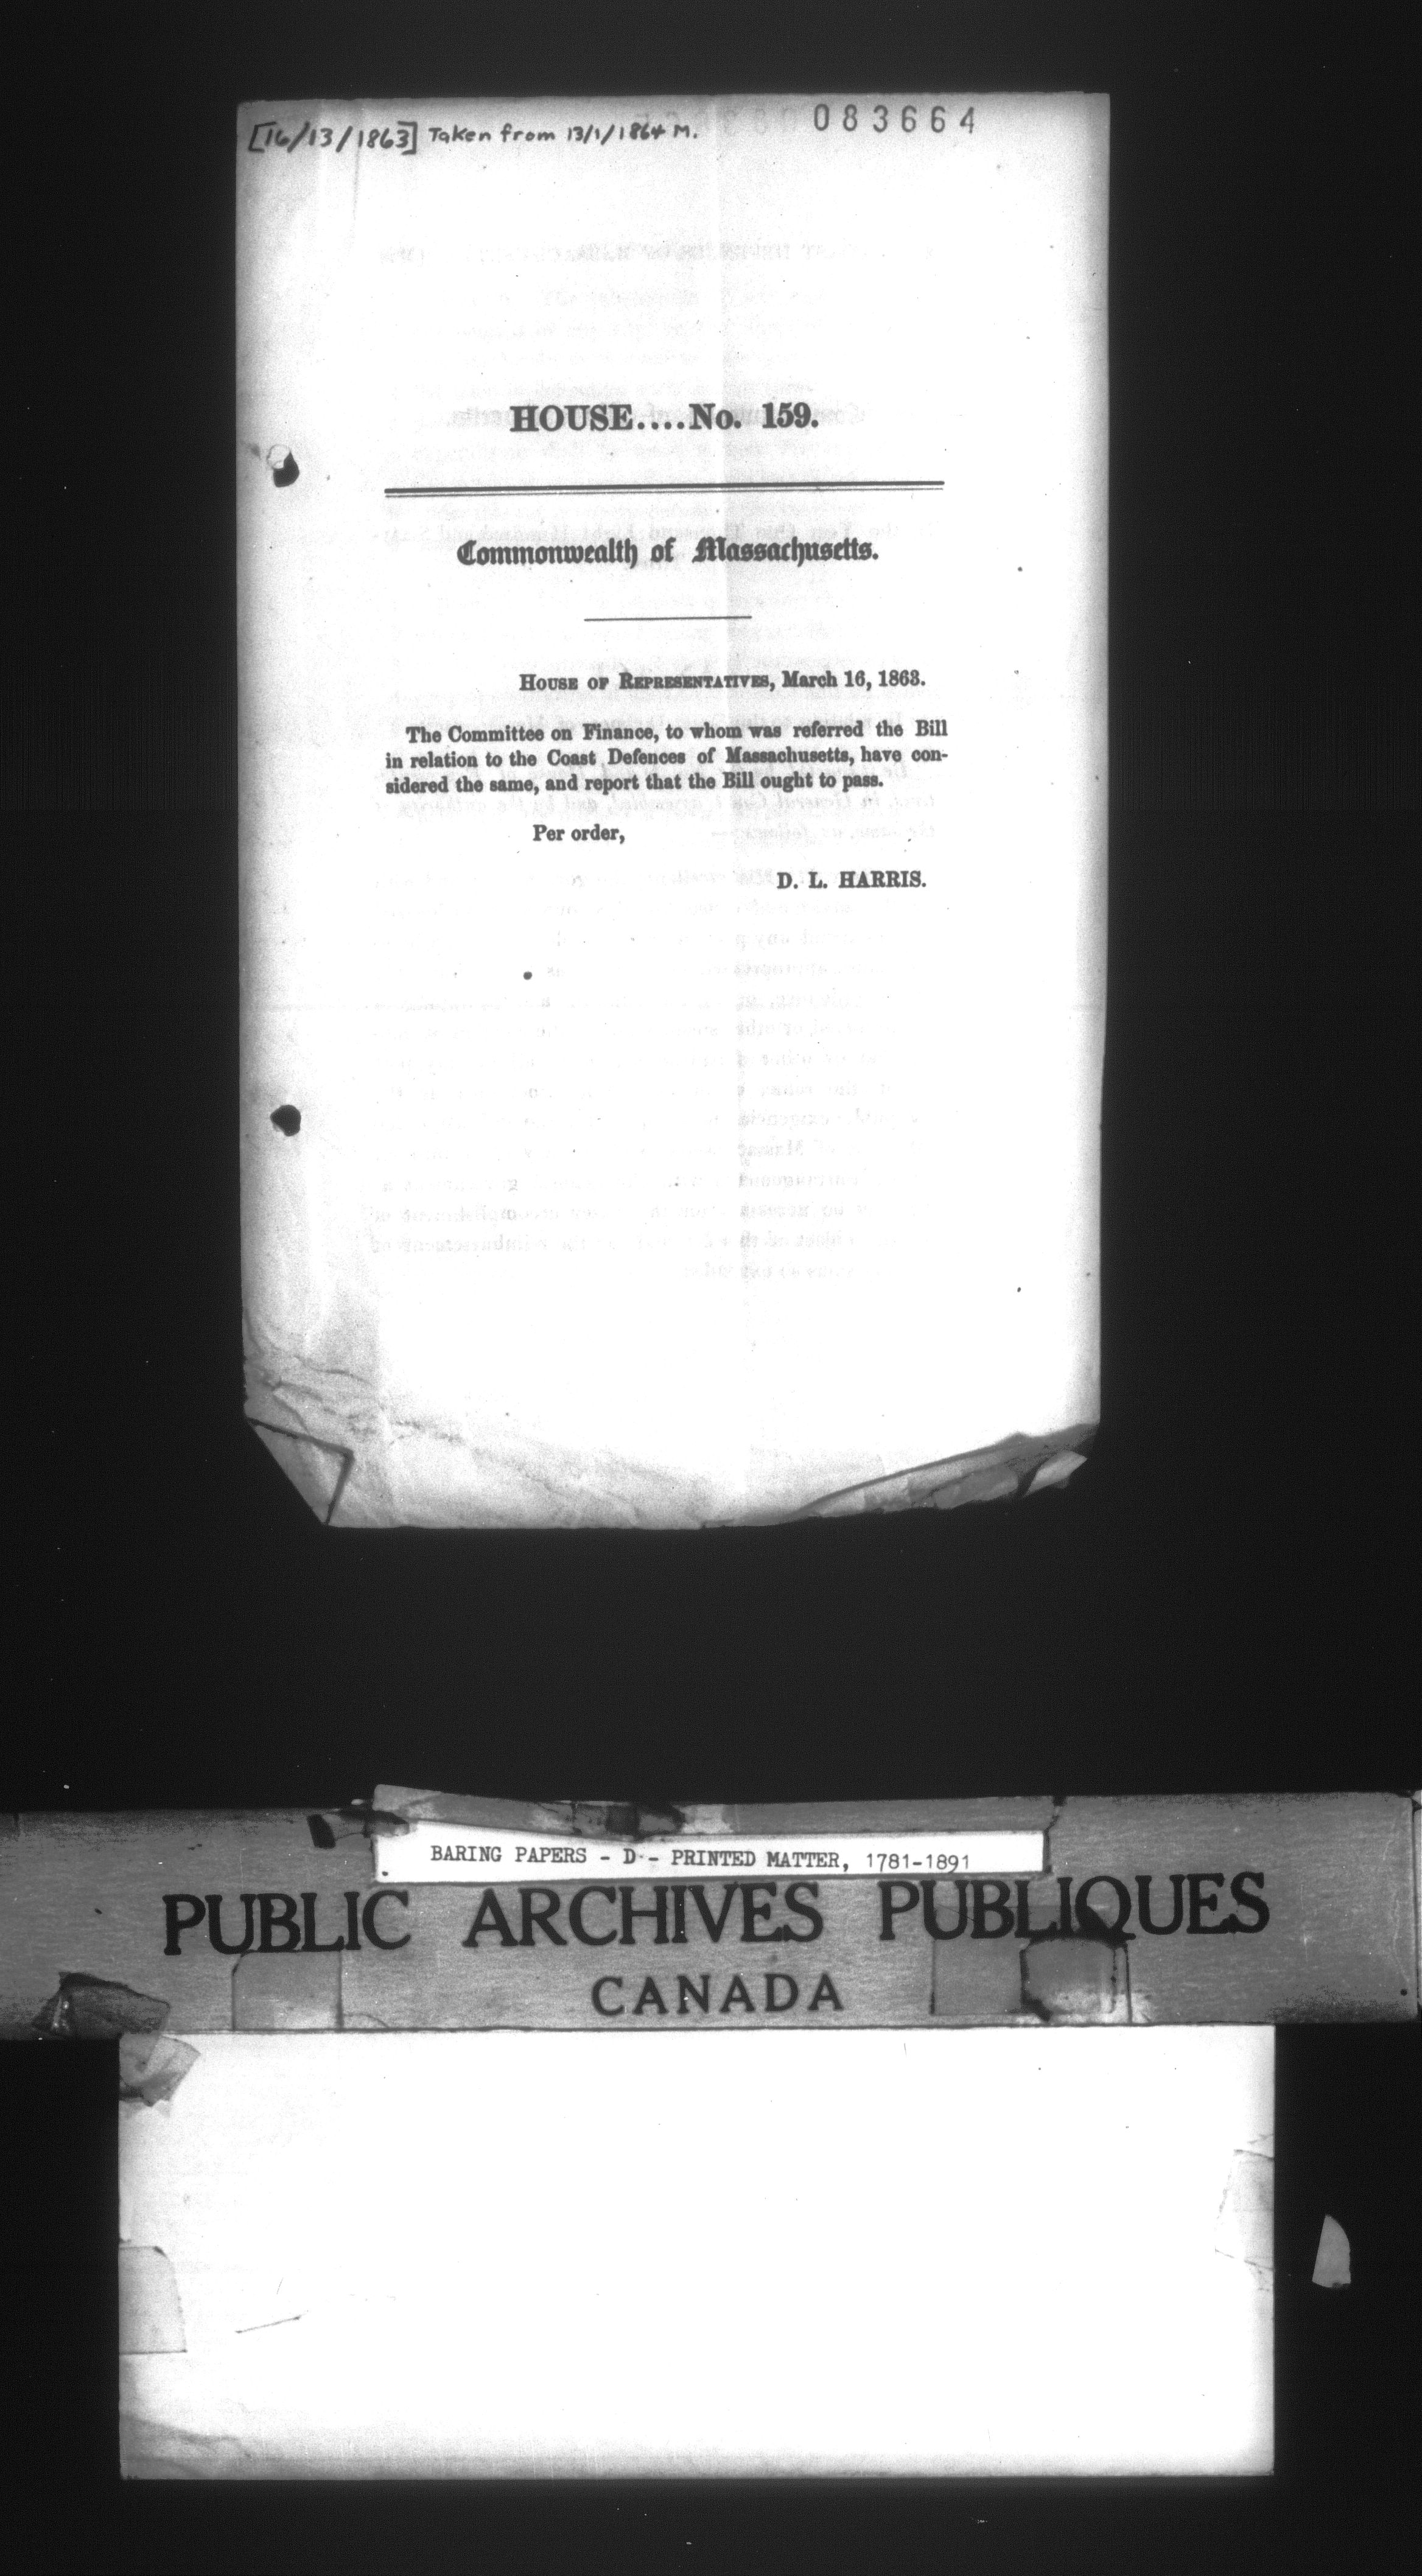 [16/13/1863] Taken from 13/1/1864 M.
083664
HOUSE....No. 159.
Commonwealth of Massachusetts.
HOUSE OF REPRESENTATIVES, March 16, 1863.
The Committee on Finance, to whom was referred the Bill
in relation to the Coast Defences of Massachusetts, have con-
sidered the same, and report that the Bill ought to pass.
Per order,
D. L. HARRIS.
BARING PAPERS - D - PRINTED MATTER, 1781-1891
PUBLIC ARCHIVES PUBLIQUES
CANADA